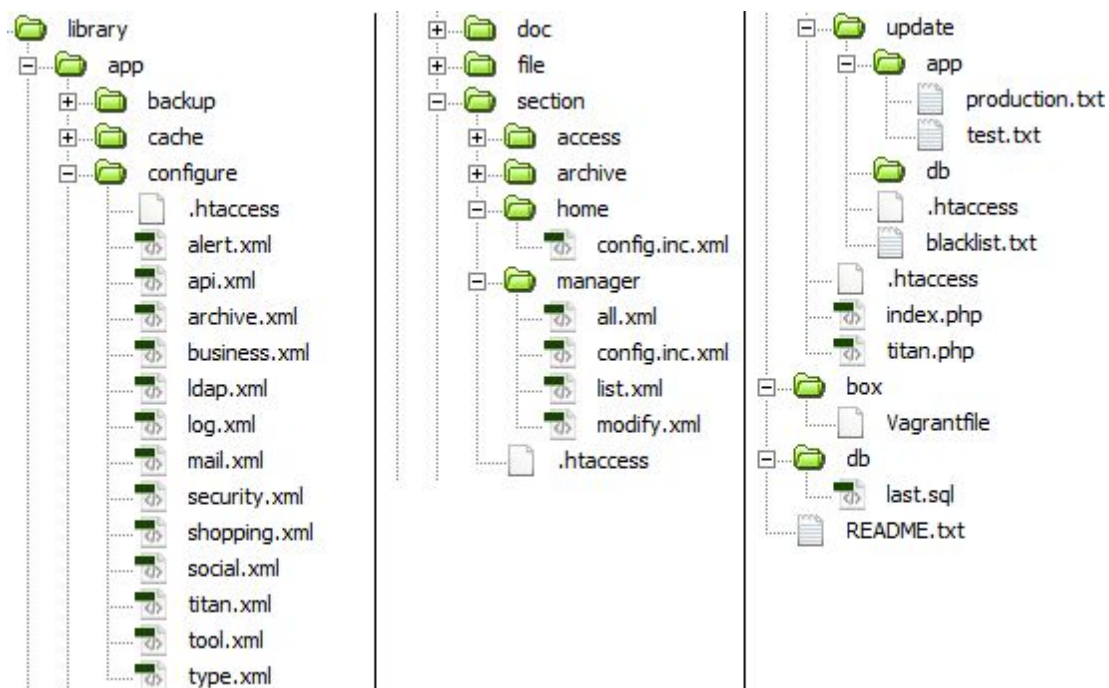 library
app
backup
cache
configure
.htaccess
alert.xml
api.xml
archive.xml
business.xml
ldap.xml
log.xml
mail.xml
security.xml
shopping.xml
social.xml
titan.xml
tool.xml
type.xml
doc
file
section
access
archive
home
config.inc.xml
manager
all.xml
config.inc.xml
list.xml
modify.xml
.htaccess
update
app
production.txt
test.txt
db
.htaccess
blacklist.txt
.htaccess
index.php
titan.php
box
Vagrantfile
db
last.sql
README.txt